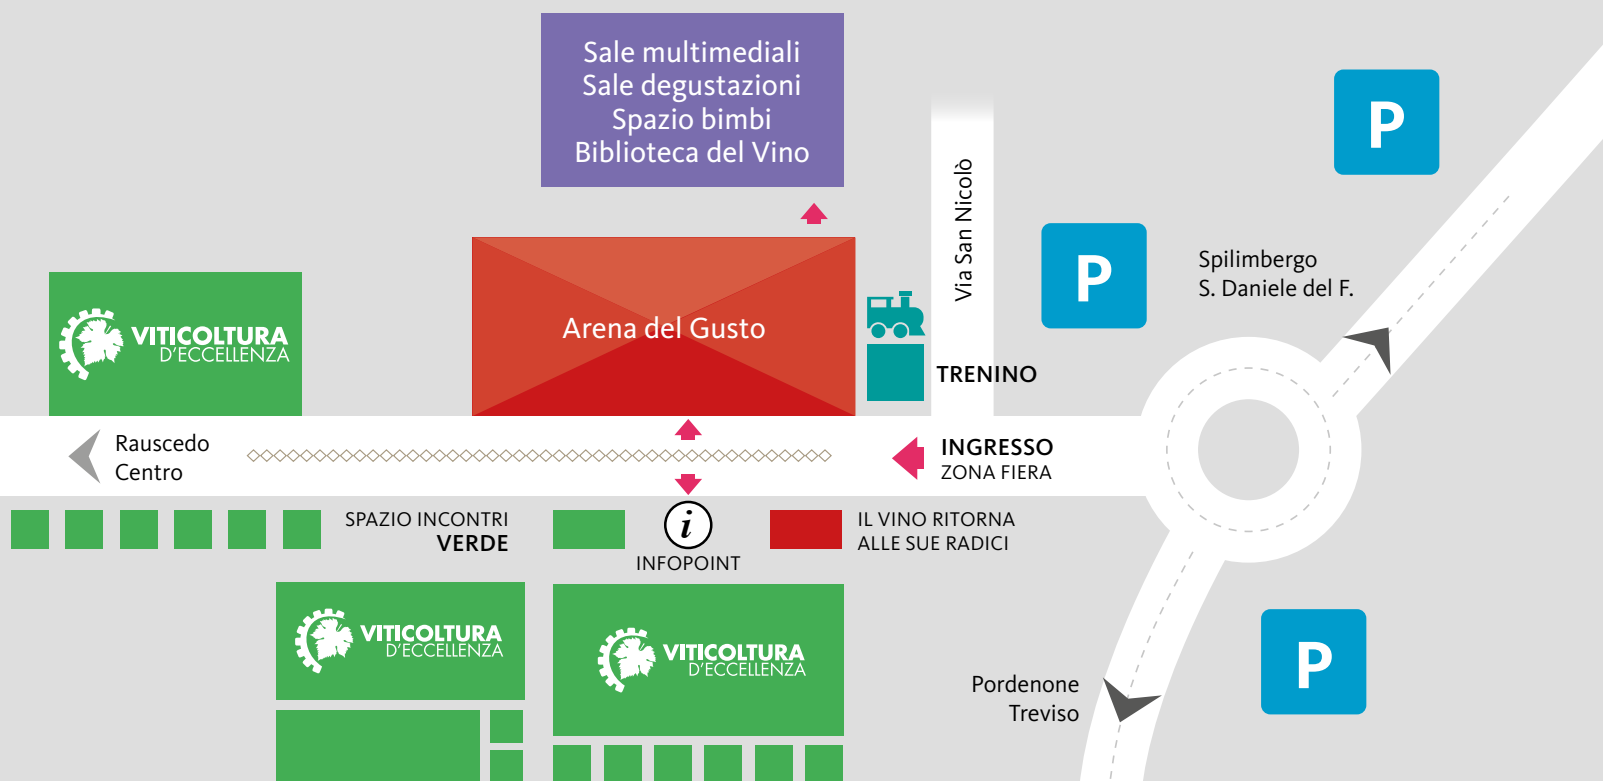 Sale multimediali
Sale degustazioni
Spazio bimbi
Biblioteca del Vino
P
Via San Nicolò
P
Spilimbergo
S. Daniele del F.
VITICOLTURA
D'ECCELLENZA
Arena del Gusto
TRENINO
Rauscedo
Centro
INGRESSO
ZONA FIERA
SPAZIO INCONTRI
VERDE
i
INFOPOINT
IL VINO RITORNA
ALLE SUE RADICI
VITICOLTURA
D'ECCELLENZA
VITICOLTURA
D'ECCELLENZA
P
Pordenone
Treviso